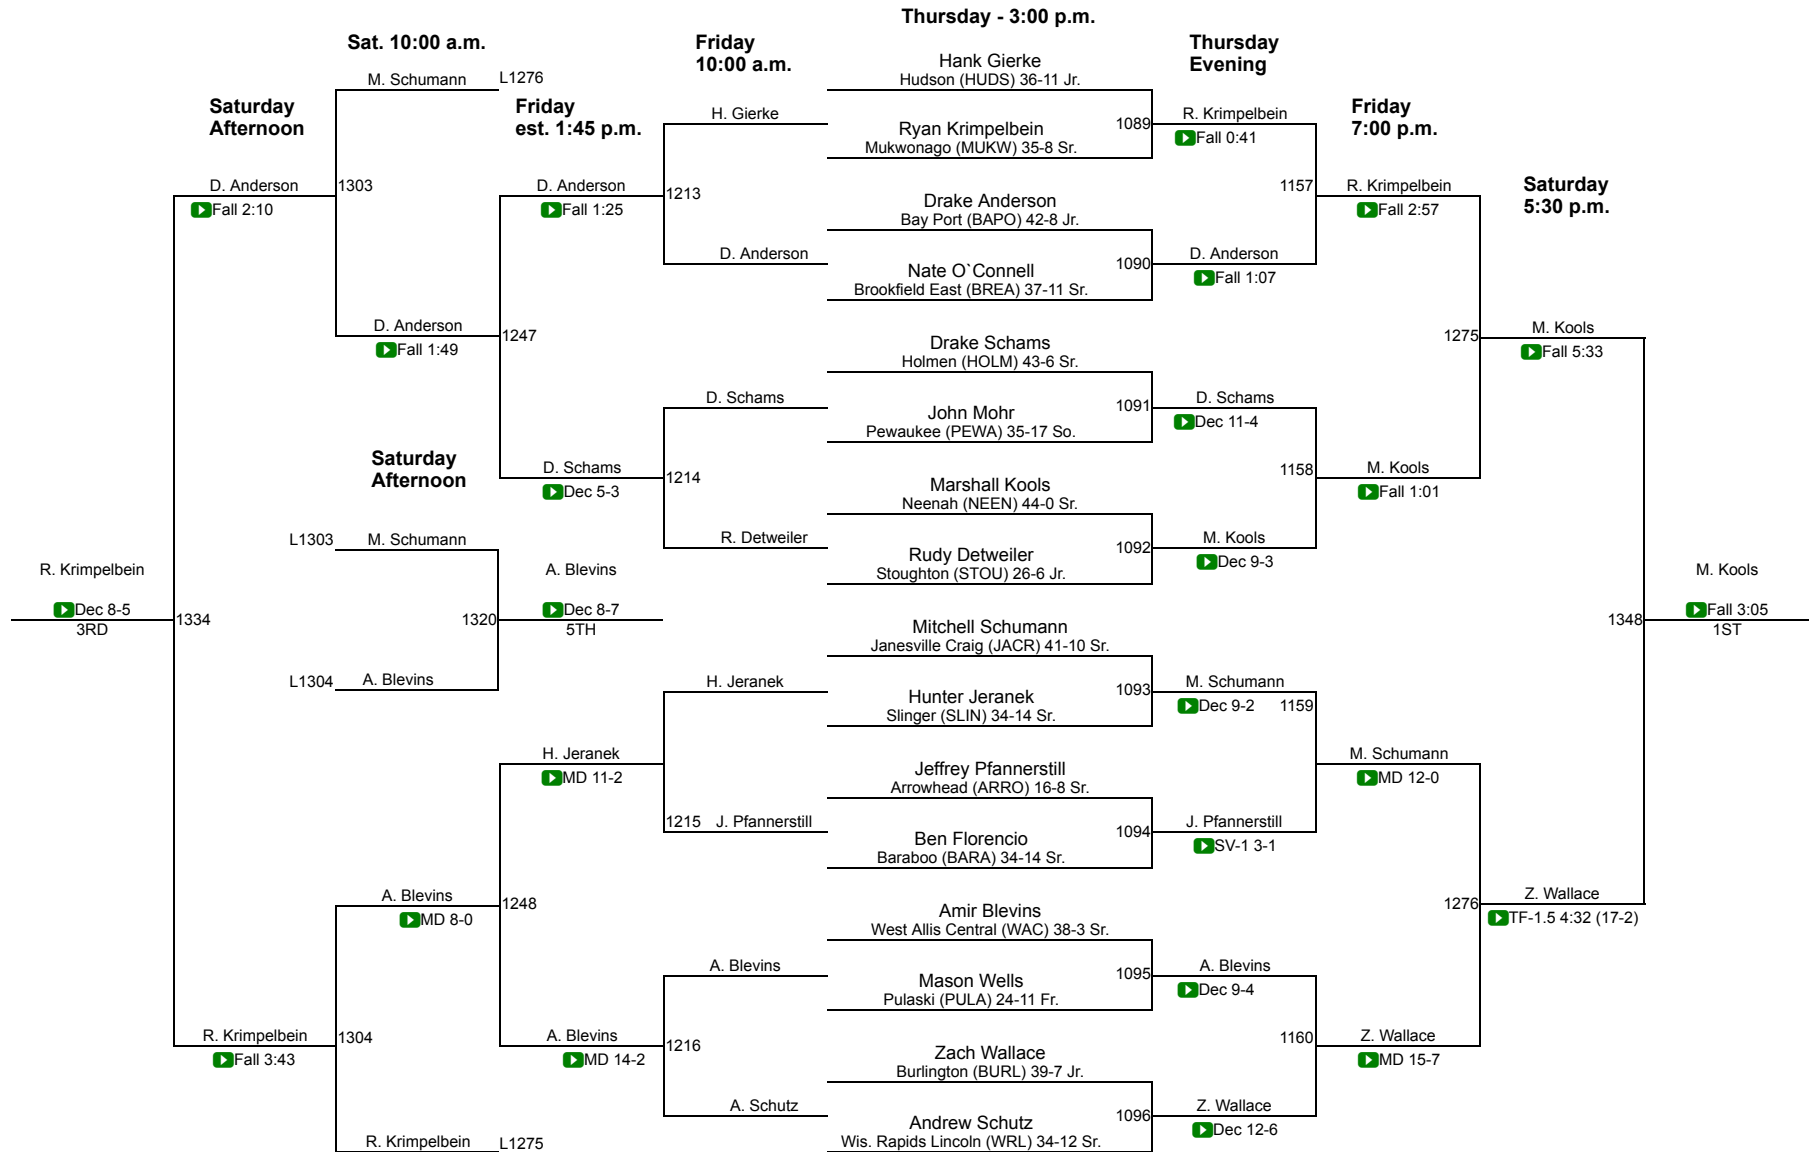 Thursday - 3:00 p.m.
Sat. 10:00 a.m.
Friday
10:00 a.m.
Thursday
Evening
Hank Gierke
Hudson (HUDS) 36-11 Jr.
M. Schumann
L1276
Saturday
Afternoon
Friday
est. 1:45 p.m.
Friday
7:00 p.m.
H. Gierke
1089
R. Krimpelbein
Fall 0:41
Ryan Krimpelbein
Mukwonago (MUKW) 35-8 Sr.
D. Anderson
Fall 2:10
1303
D. Anderson
Fall 1:25
1213
1157
R. Krimpelbein
Fall 2:57
Saturday
5:30 p.m.
Drake Anderson
Bay Port (BAPO) 42-8 Jr.
D. Anderson
1090
D. Anderson
Fall 1:07
Nate O`Connell
Brookfield East (BREA) 37-11 Sr.
D. Anderson
Fall 1:49
1247
1275
M. Kools
Fall 5:33
Drake Schams
Holmen (HOLM) 43-6 Sr.
D. Schams
1091
D. Schams
Dec 11-4
John Mohr
Pewaukee (PEWA) 35-17 So.
Saturday
Afternoon
D. Schams
Dec 5-3
1214
1158
M. Kools
Fall 1:01
Marshall Kools
Neenah (NEEN) 44-0 Sr.
L1303
M. Schumann
R. Detweiler
1092
M. Kools
Dec 9-3
Rudy Detweiler
Stoughton (STOU) 26-6 Jr.
R. Krimpelbein
Dec 8-5
3RD
1334
1320
A. Blevins
Dec 8-7
5TH
1348
M. Kools
Fall 3:05
1ST
Mitchell Schumann
Janesville Craig (JACR) 41-10 Sr.
L1304
A. Blevins
H. Jeranek
1093
M. Schumann
Dec 9-2
1159
Hunter Jeranek
Slinger (SLIN) 34-14 Sr.
H. Jeranek
MD 11-2
M. Schumann
MD 12-0
Jeffrey Pfannerstill
Arrowhead (ARRO) 16-8 Sr.
1215
J. Pfannerstill
1094
J. Pfannerstill
SV-1 3-1
Ben Florencio
Baraboo (BARA) 34-14 Sr.
A. Blevins
MD 8-0
1248
1276
Z. Wallace
TF-1.5 4:32 (17-2)
Amir Blevins
West Allis Central (WAC) 38-3 Sr.
A. Blevins
1095
A. Blevins
Dec 9-4
Mason Wells
Pulaski (PULA) 24-11 Fr.
R. Krimpelbein
Fall 3:43
1304
A. Blevins
MD 14-2
1216
1160
Z. Wallace
MD 15-7
Zach Wallace
Burlington (BURL) 39-7 Jr.
A. Schutz
1096
Z. Wallace
Dec 12-6
Andrew Schutz
Wis. Rapids Lincoln (WRL) 34-12 Sr.
R. Krimpelbein
L1275